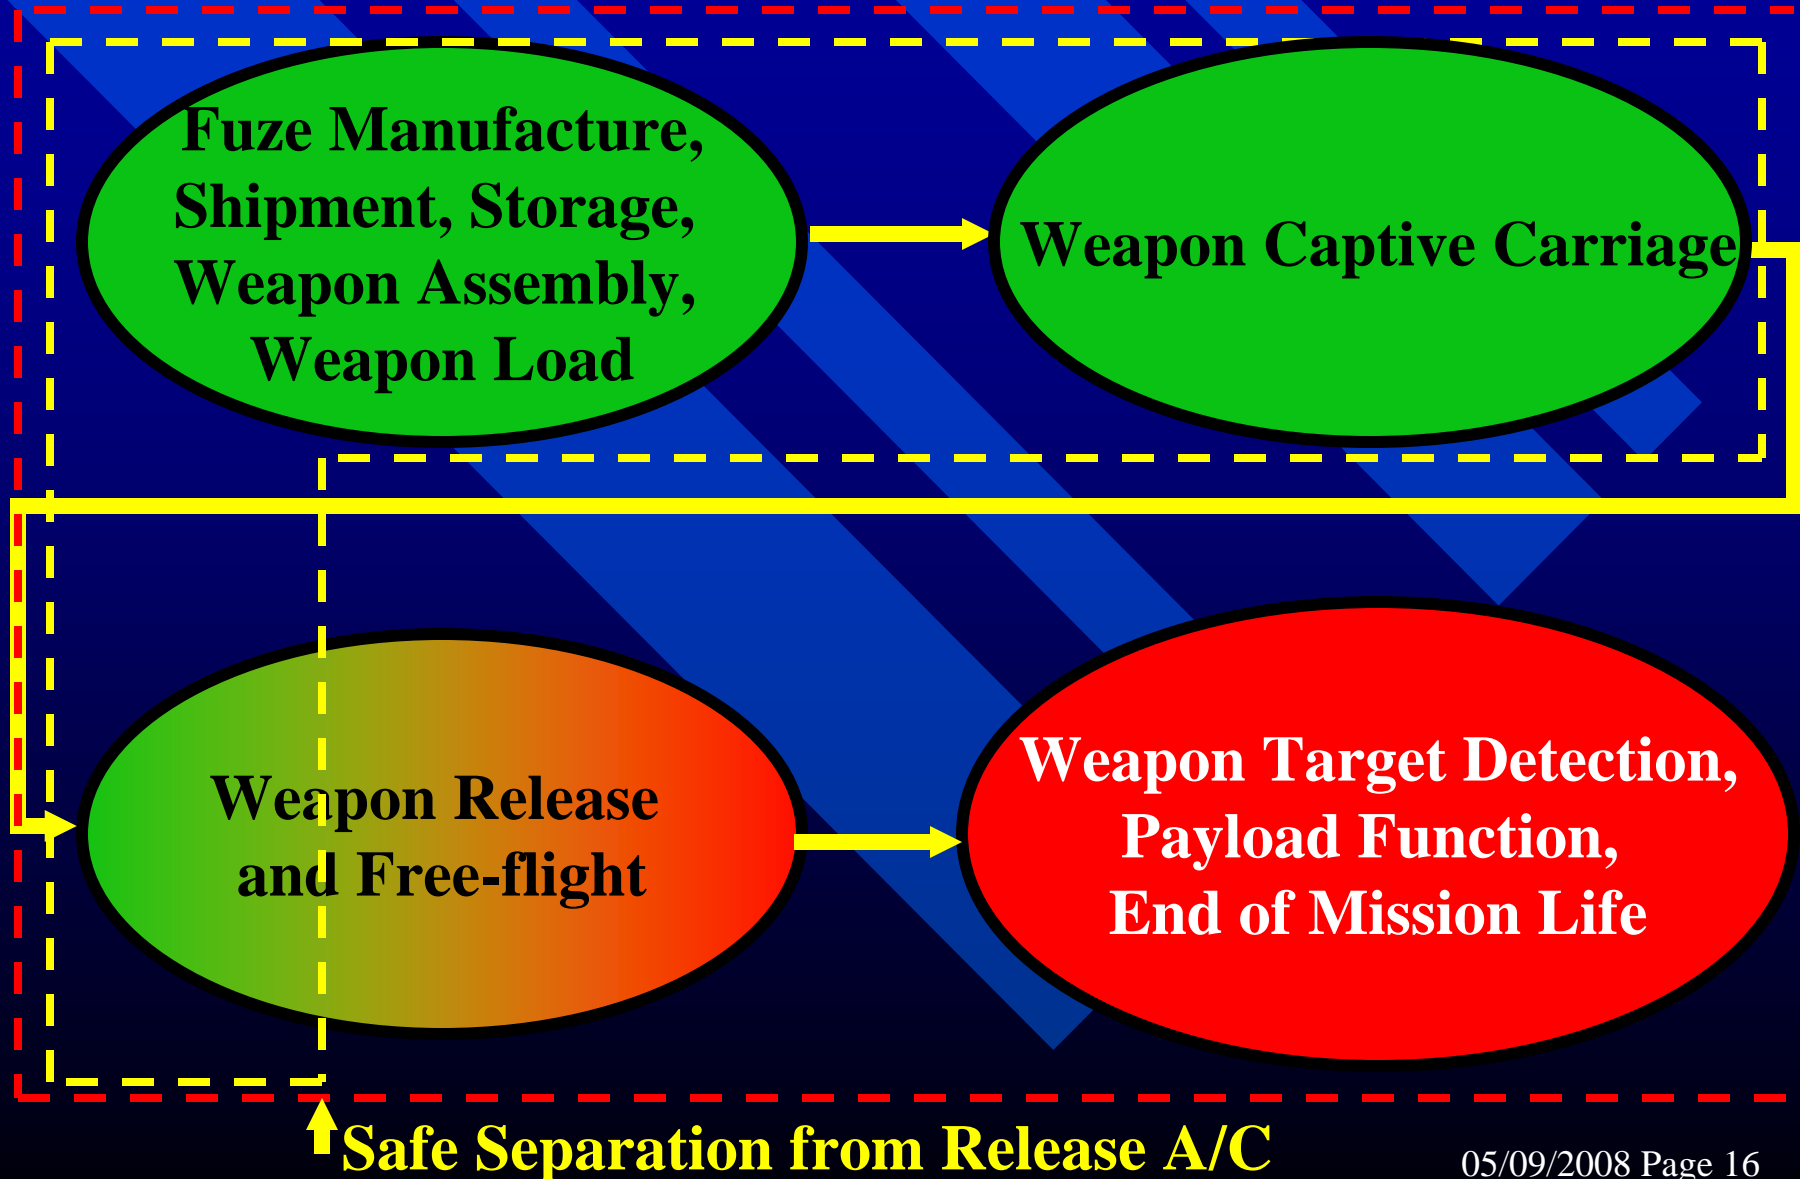 Fuze Manufacture,
Shipment, Storage,
Weapon Assembly,
Weapon Load
Weapon Captive Carriage
Weapon Release
and Free-flight
Weapon Target Detection,
Payload Function,
End of Mission Life
Safe Separation from Release A/C
05/09/2008 Page 16